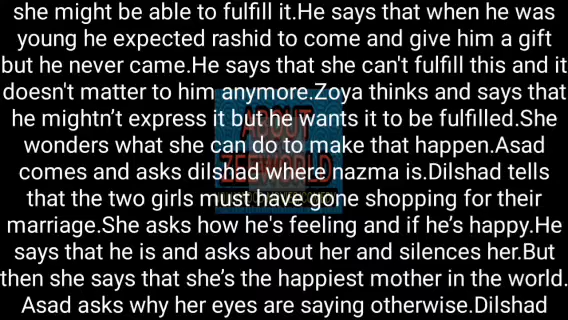 she might be able to fulfill it.He says that when he was
young he expected rashid to come and give him a gift
but he never came.He says that she can't fulfill this and it
doesn't matter to him anymore.Zoya thinks and says that
he mightn’t express it but he wants it to be fulfilled.She
wonders what she can do to make that happen.Asad
comes and asks dilshad where nazma is.Dilshad tells
that the two girls must have gone shopping for their
marriage.She asks how he's feeling and if he’s happy.He
says that he is and asks about her and silences her.But
then she says that she’s the happiest mother in the world.
Asad asks why her eyes are saying otherwise.Dilshad
ABOUT
ZEEWORLD